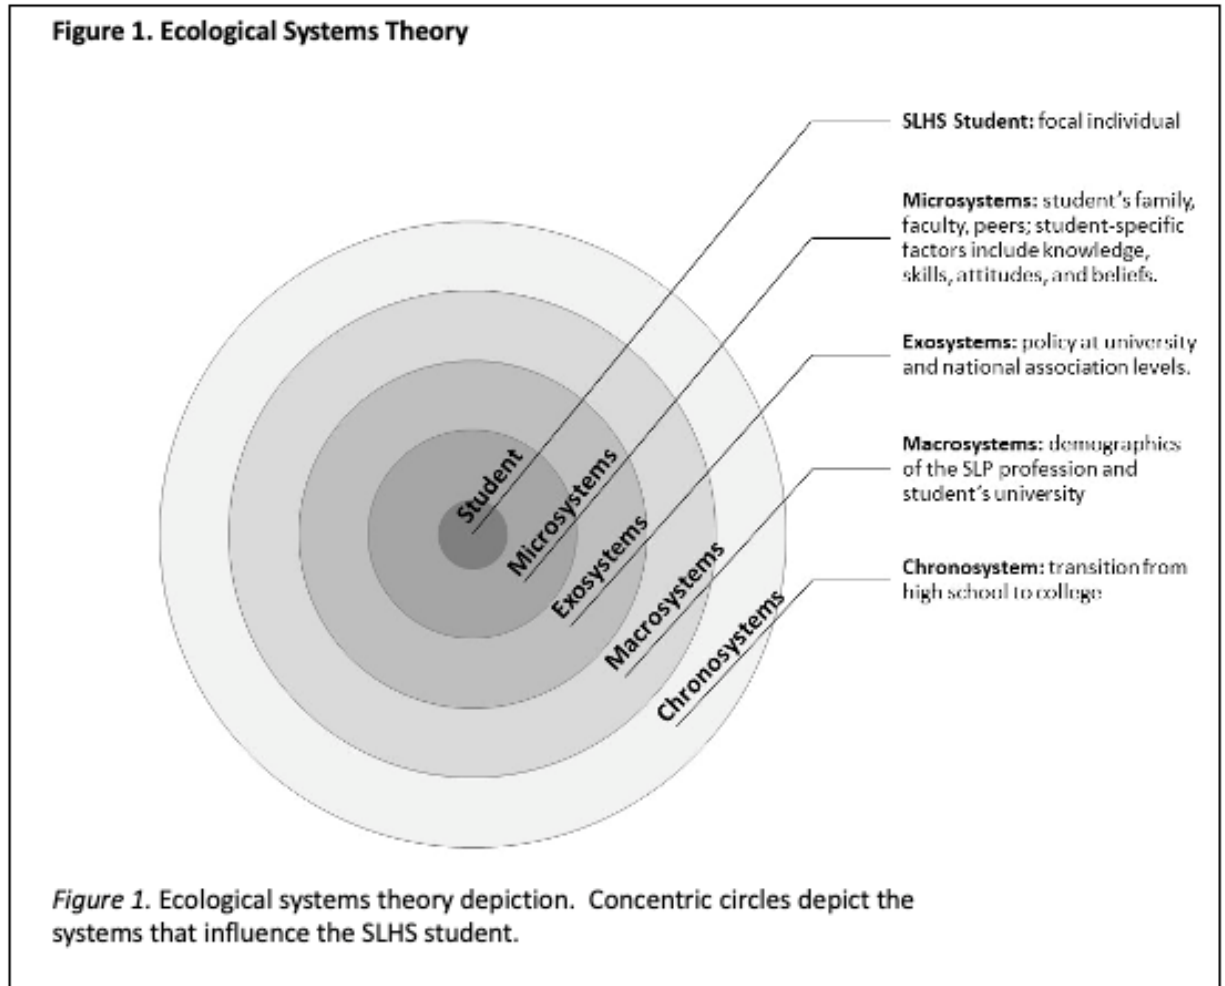 Figure 1. Ecological Systems Theory
SLHS Student: focal individual
Microsystems: student's family,
faculty, peers; student-specific
factors include knowledge,
skills, attitudes, and beliefs.
Exosystems: policy at university
and national association levels.
Macrosystems: demographics
of the SLP profession and
student's university
Chronosystem: transition from
high school to college
Student
Microsystems
Exosystems
Macrosystems
Chronosystems
Figure 1. Ecological systems theory depiction.  Concentric circles depict the
systems that influence the SLHS student.